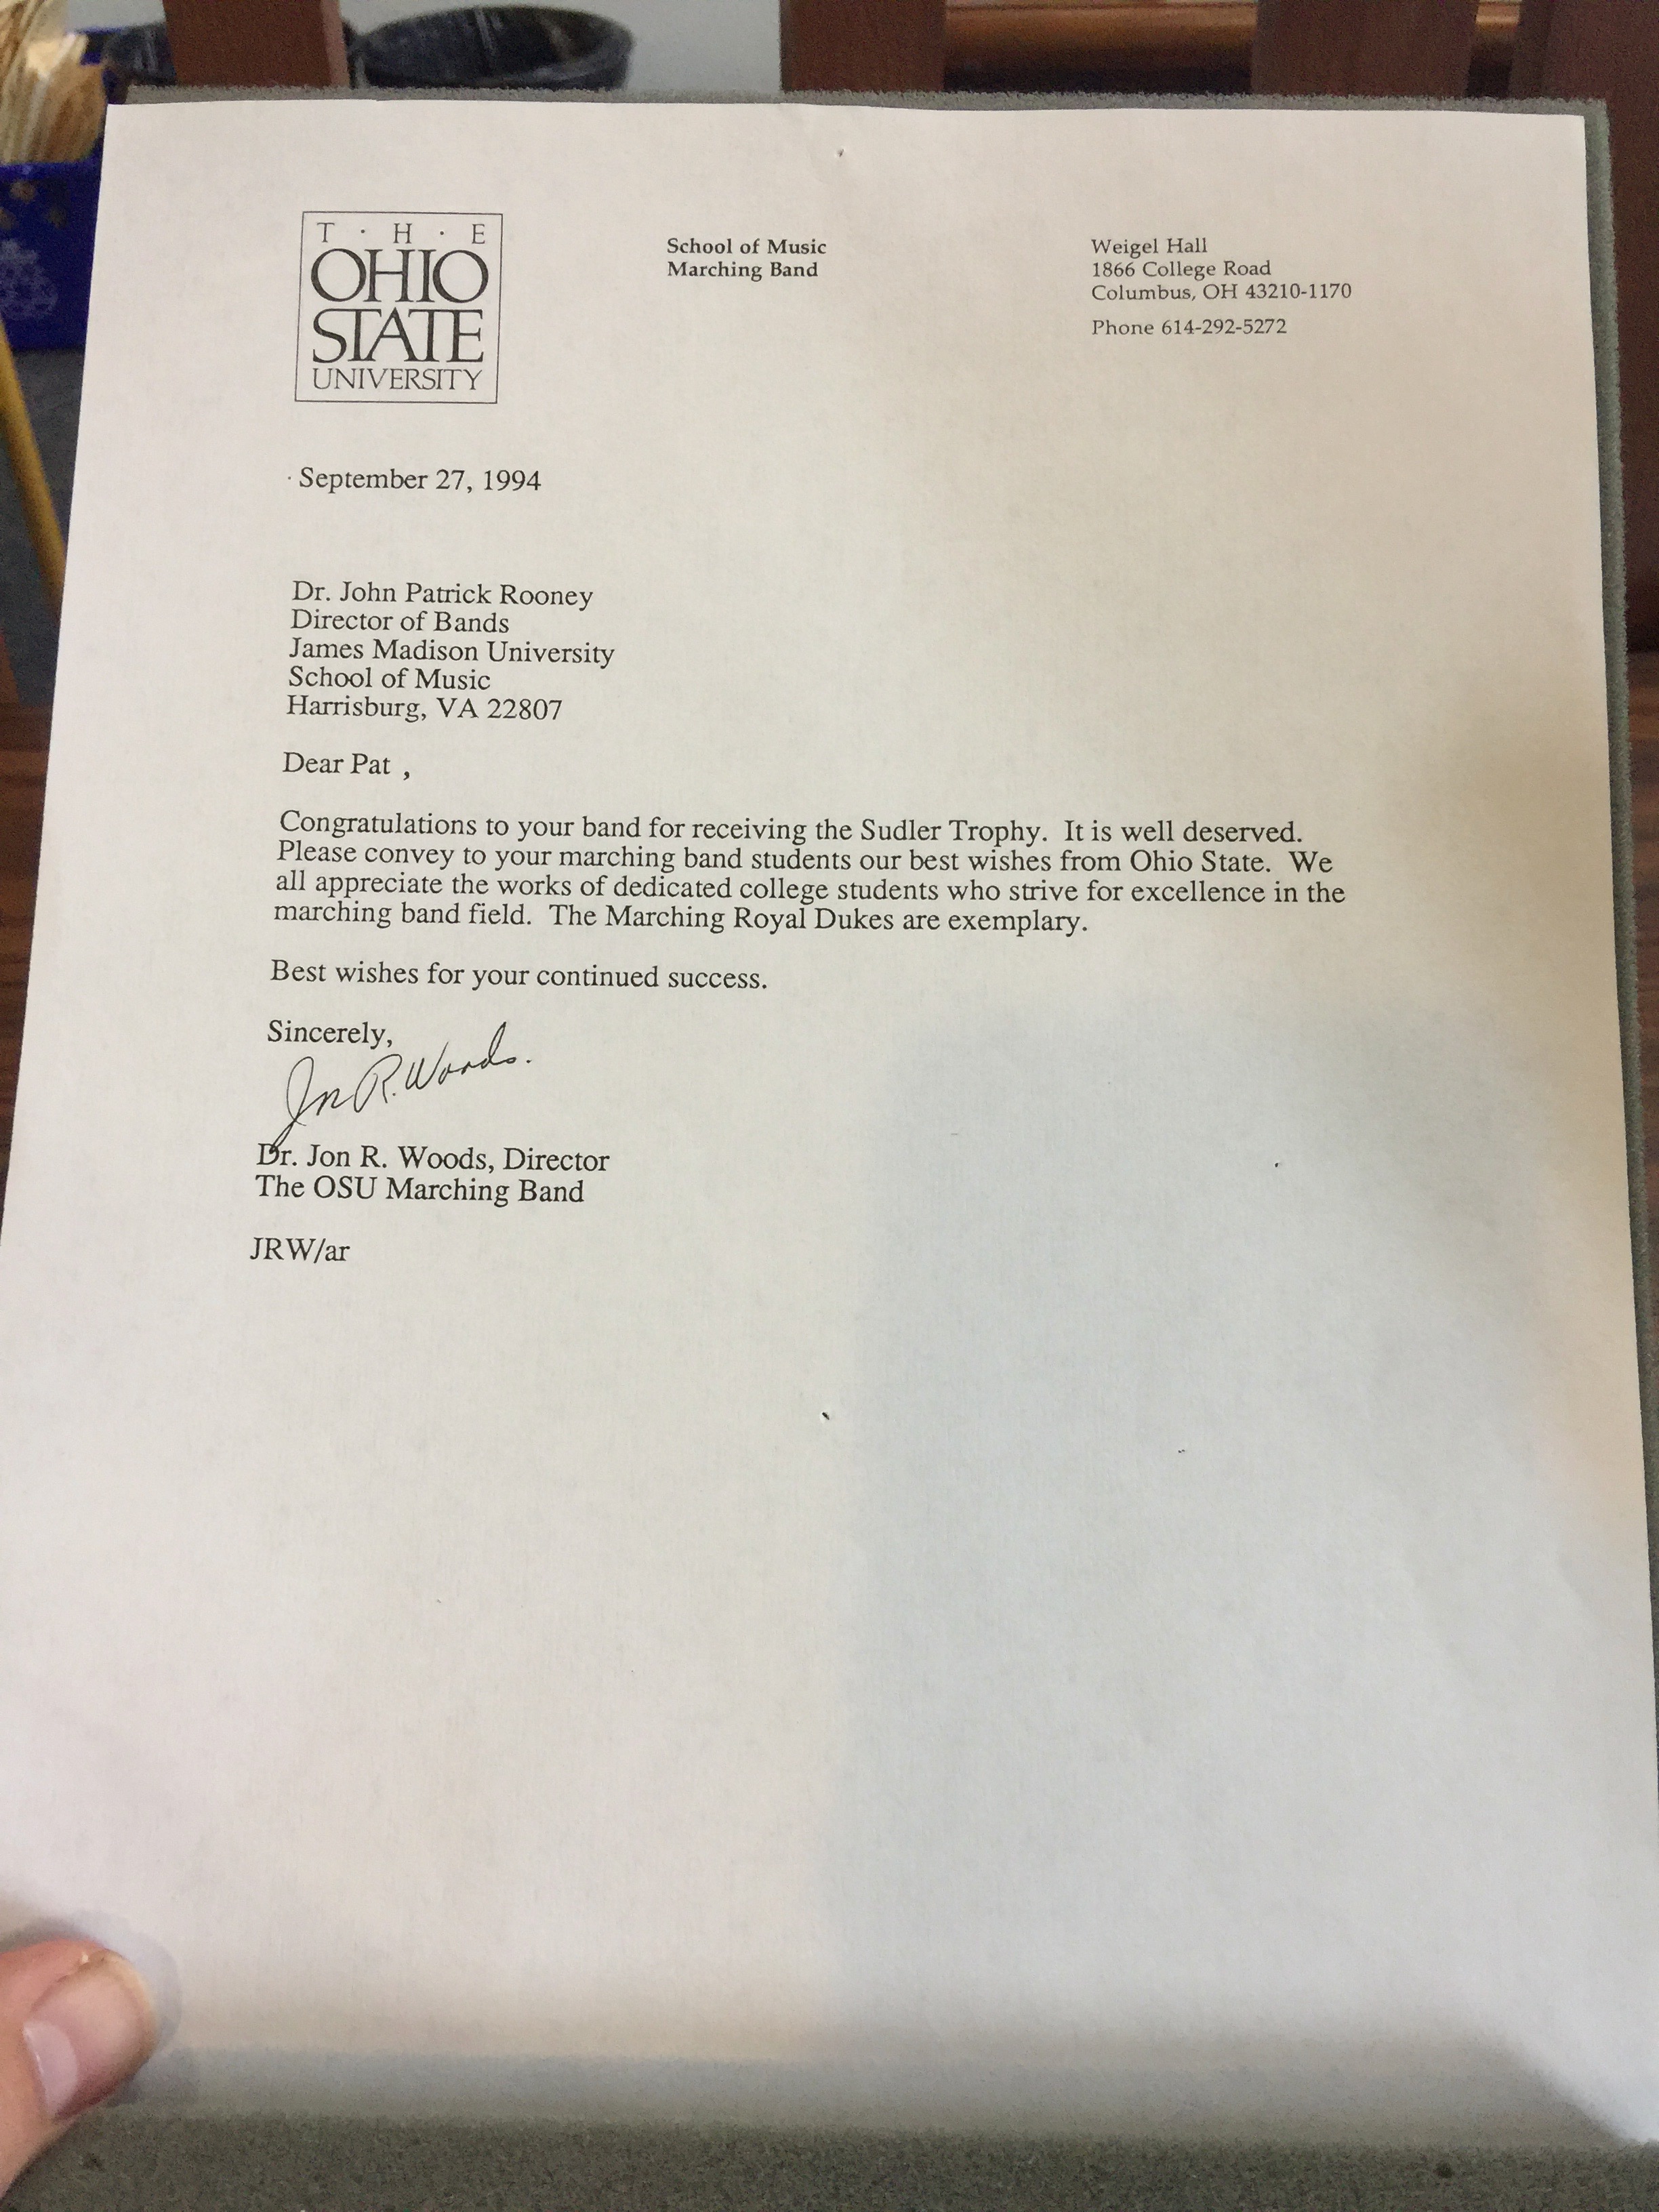 T · H · E
OHIO
STATE
UNIVERSITY
School of Music
Marching Band
Weigel Hall
1866 College Road
Columbus, OH 43210-1170
Phone 614-292-5272
September 27, 1994
Dr. John Patrick Rooney
Director of Bands
James Madison University
School of Music
Harrisburg, VA 22807
Dear Pat ,
Congratulations to your band for receiving the Sudler Trophy. It is well deserved.
Please convey to your marching band students our best wishes from Ohio State. We
all appreciate the works of dedicated college students who strive for excellence in the
marching band field. The Marching Royal Dukes are exemplary.
Best wishes for your continued success.
Sincerely,
Jon R. Woods.
Dr. Jon R. Woods, Director
The OSU Marching Band
JRW/ar